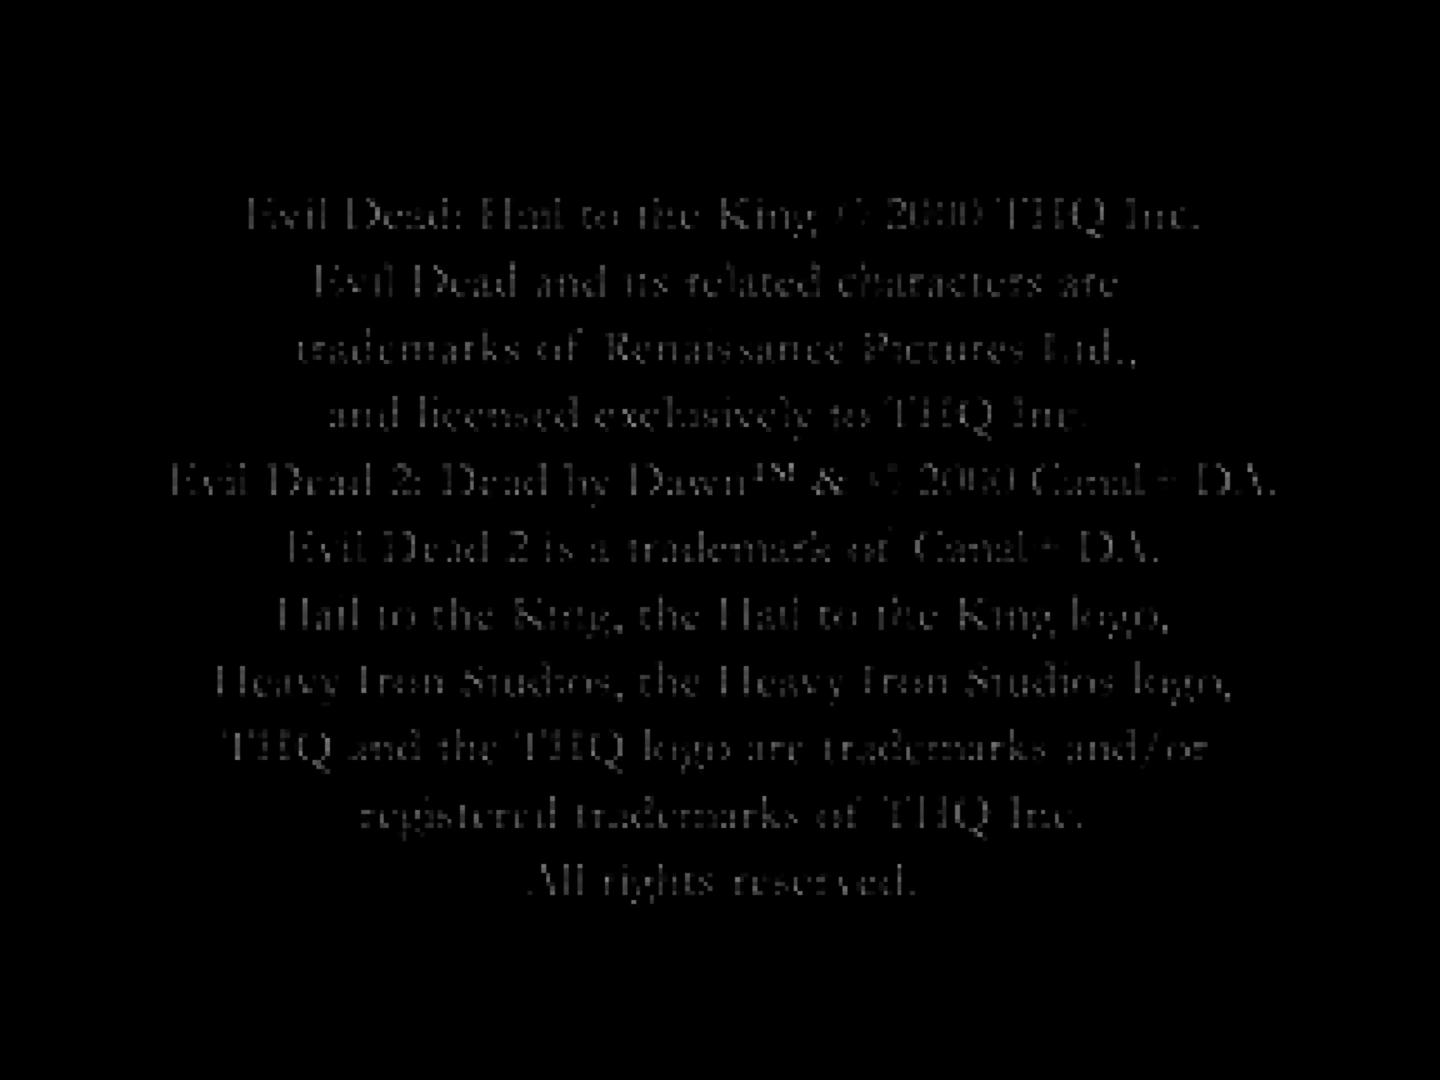 Evil Dead: Hail to the King © 2000 THQ Inc.
Evil Dead and its related characters are
trademarks of Renaissance Pictures Ltd.,
and licensed exclusively to THQ Inc.
Evil Dead 2: Dead by Dawn™ & © 2000 Canal+ DA.
Evil Dead 2 is a trademark of Canal+ DA.
Hail to the King, the Hail to the King logo,
Heavy Iron Studios, the Heavy Iron Studios logo,
THQ and the THQ logo are trademarks and/or
registered trademarks of THQ Inc.
All rights reserved.